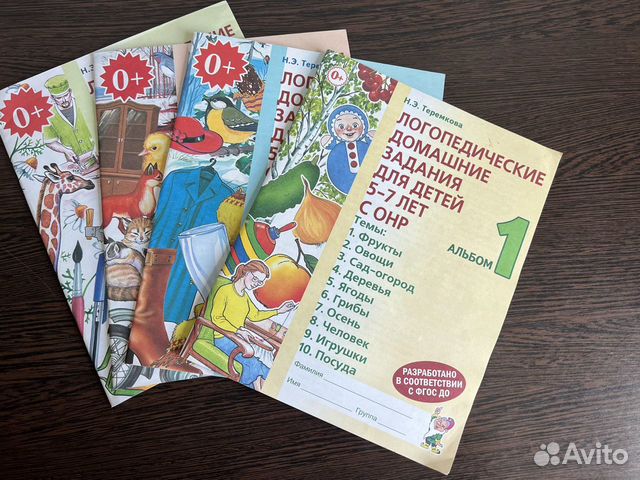 0+
0+
0+
0+
Н.Э. Теремкова
ЛОГОПЕДИЧЕСКИЕ
ДОМАШНИЕ
ЗАДАНИЯ
ДЛЯ ДЕТЕЙ
5-7 ЛЕТ
С ОНР
АЛЬБОМ 1
Темы:
1. Фрукты
2. Овощи
3. Сад-огород
4. Деревья
5. Ягоды
6. Грибы
7. Осень
8. Человек
9. Игрушки
10. Посуда
Фамилия
Имя
Группа
РАЗРАБОТАНО
В СООТВЕТСТВИИ
С ФГОС ДО
Avito